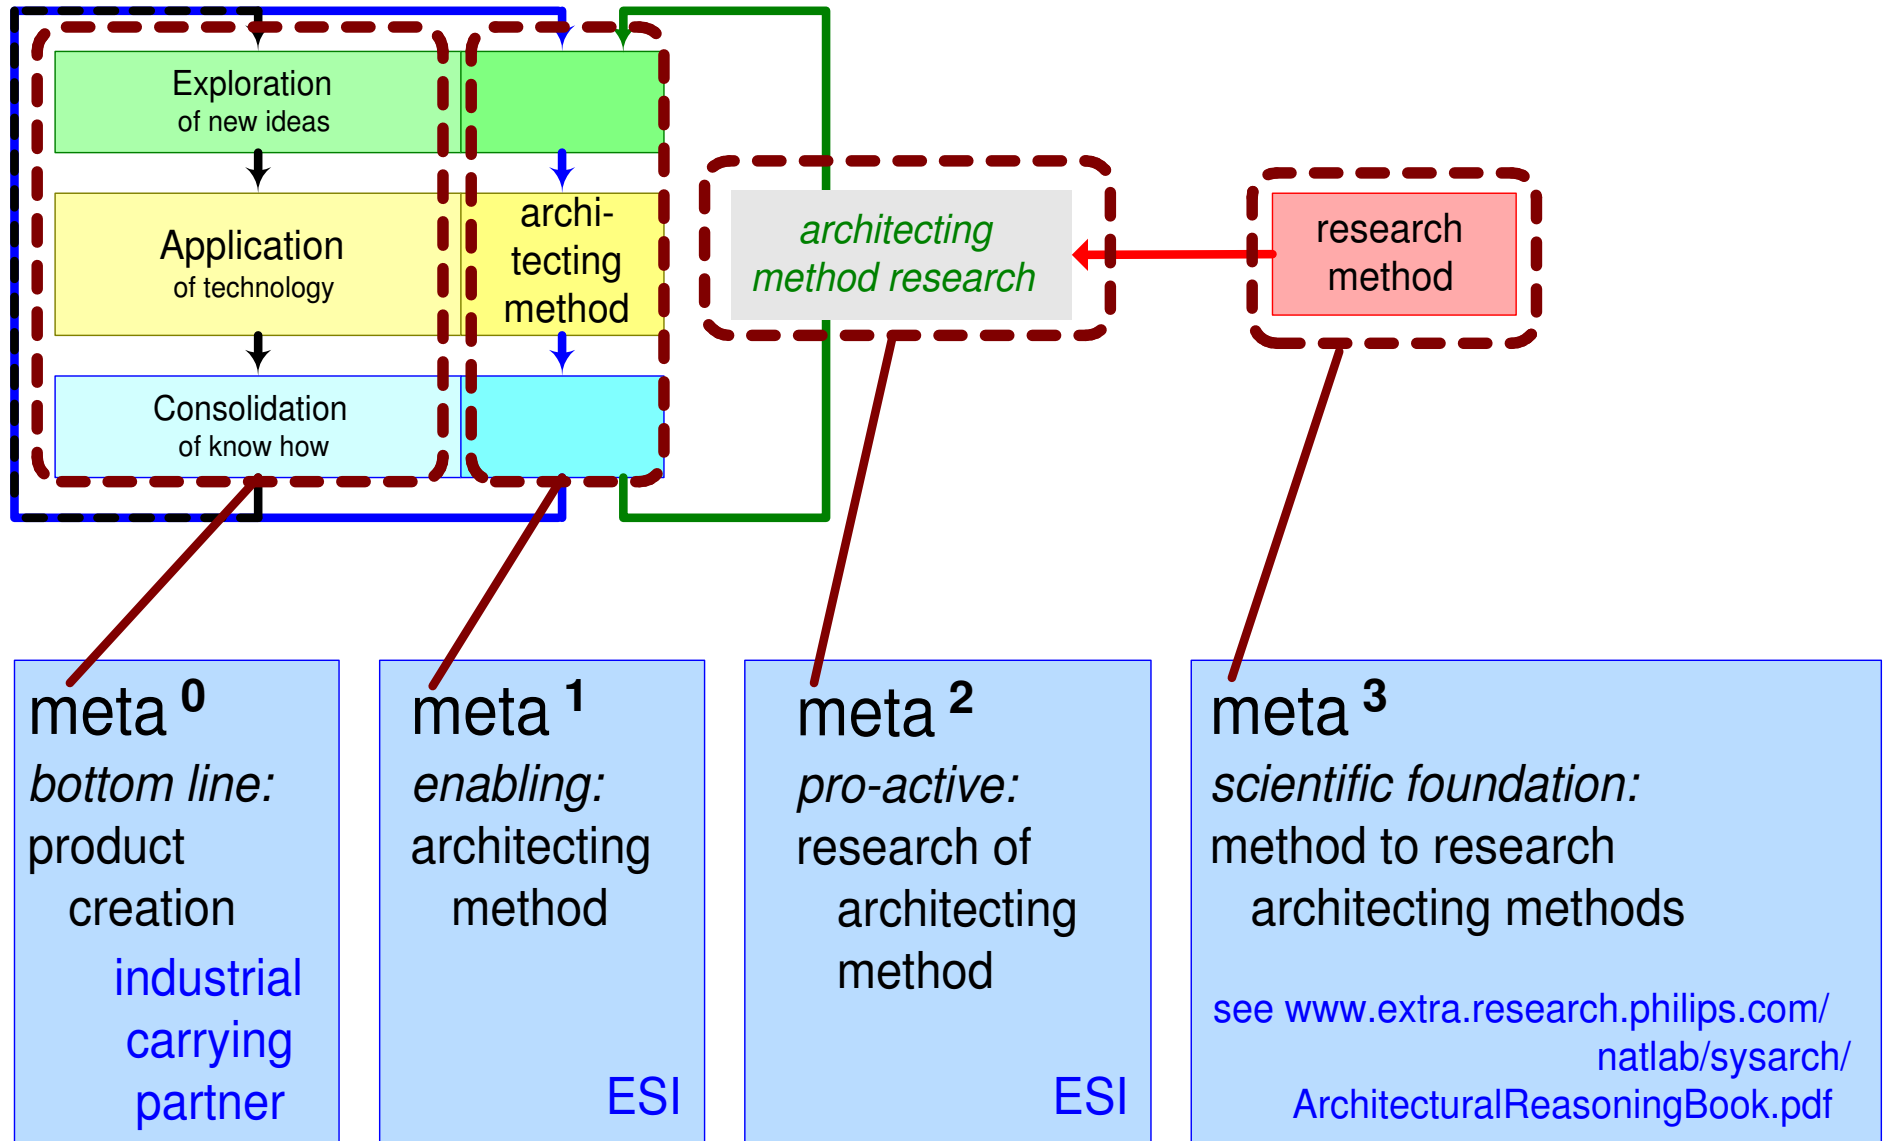 Exploration
of new ideas
Application
of technology
archi-
tecting
method
Consolidation
of know how
architecting
method research
research
method
meta 0
bottom line:
product
creation
industrial
carrying
partner
meta 1
enabling:
architecting
method
ESI
meta 2
pro-active:
research of
architecting
method
ESI
meta 3
scientific foundation:
method to research
architecting methods
see www.extra.research.philips.com/
natlab/sysarch/
ArchitecturalReasoningBook.pdf